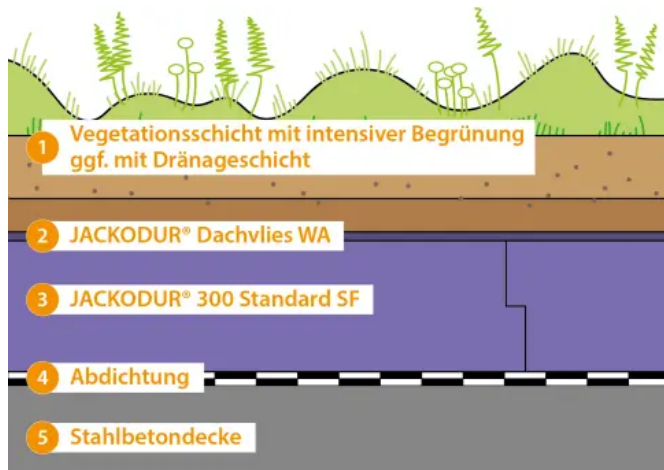 1 Vegetationsschicht mit intensiver Begrünung
ggf. mit Dränageschicht
2 JACKODUR® Dachvlies WA
3 JACKODUR® 300 Standard SF
4 Abdichtung
5 Stahlbetondecke